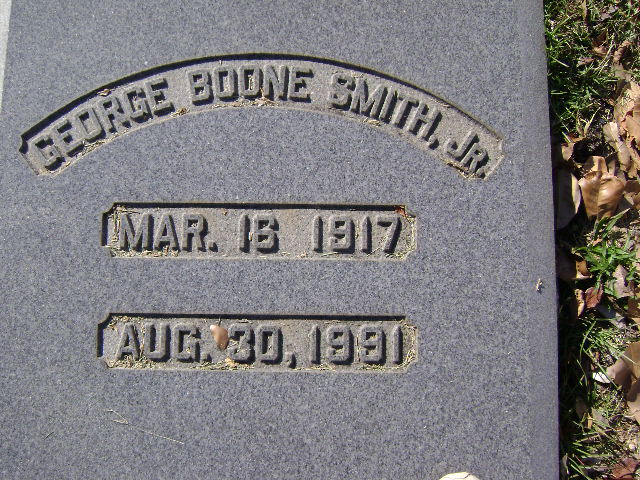 GEORGE BOONE SMITH, JR.
MAR. 16 1917
AUG. 30, 1991